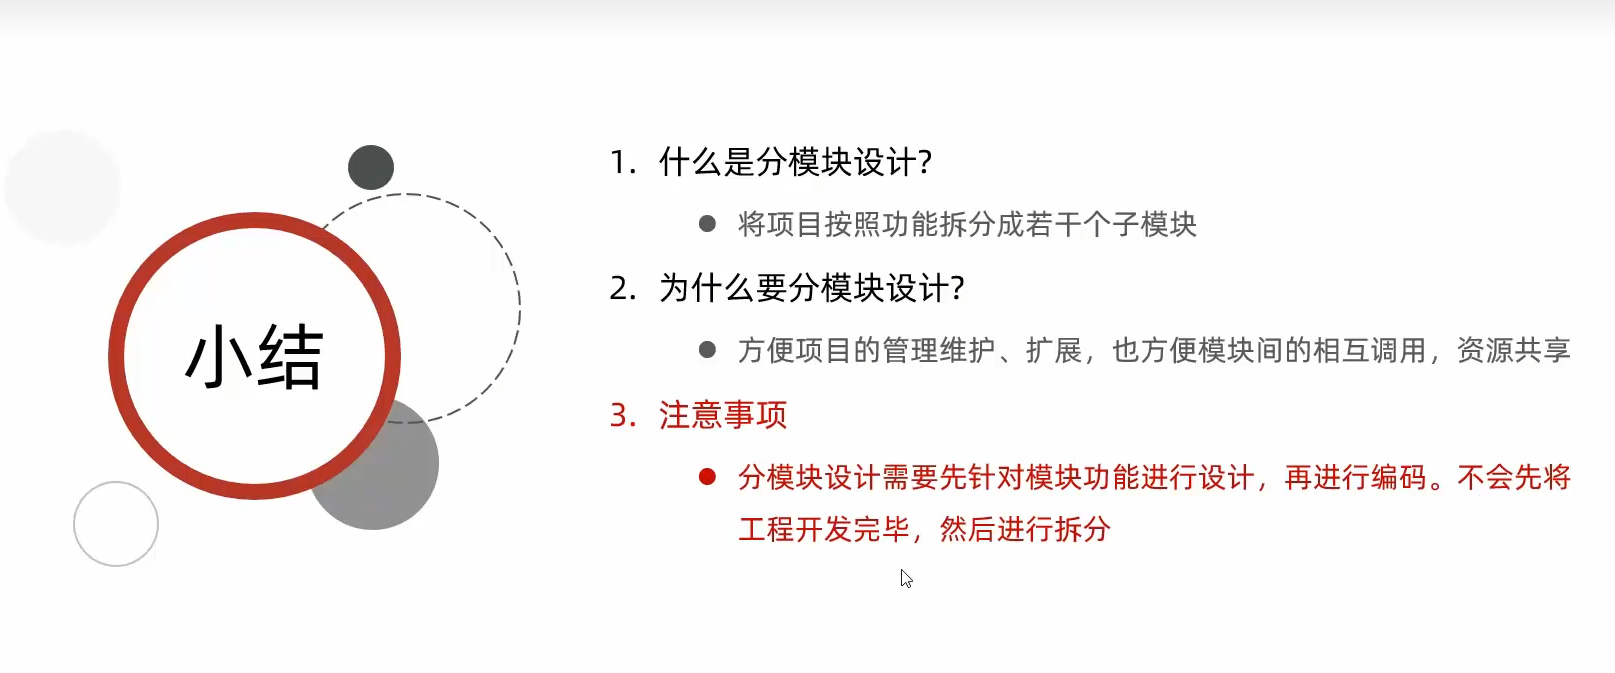 小结
1. 什么是分模块设计?
● 将项目按照功能拆分成若干个子模块
2. 为什么要分模块设计?
● 方便项目的管理维护、扩展，也方便模块间的相互调用，资源共享
3. 注意事项
● 分模块设计需要先针对模块功能进行设计，再进行编码。不会先将
工程开发完毕，然后进行拆分